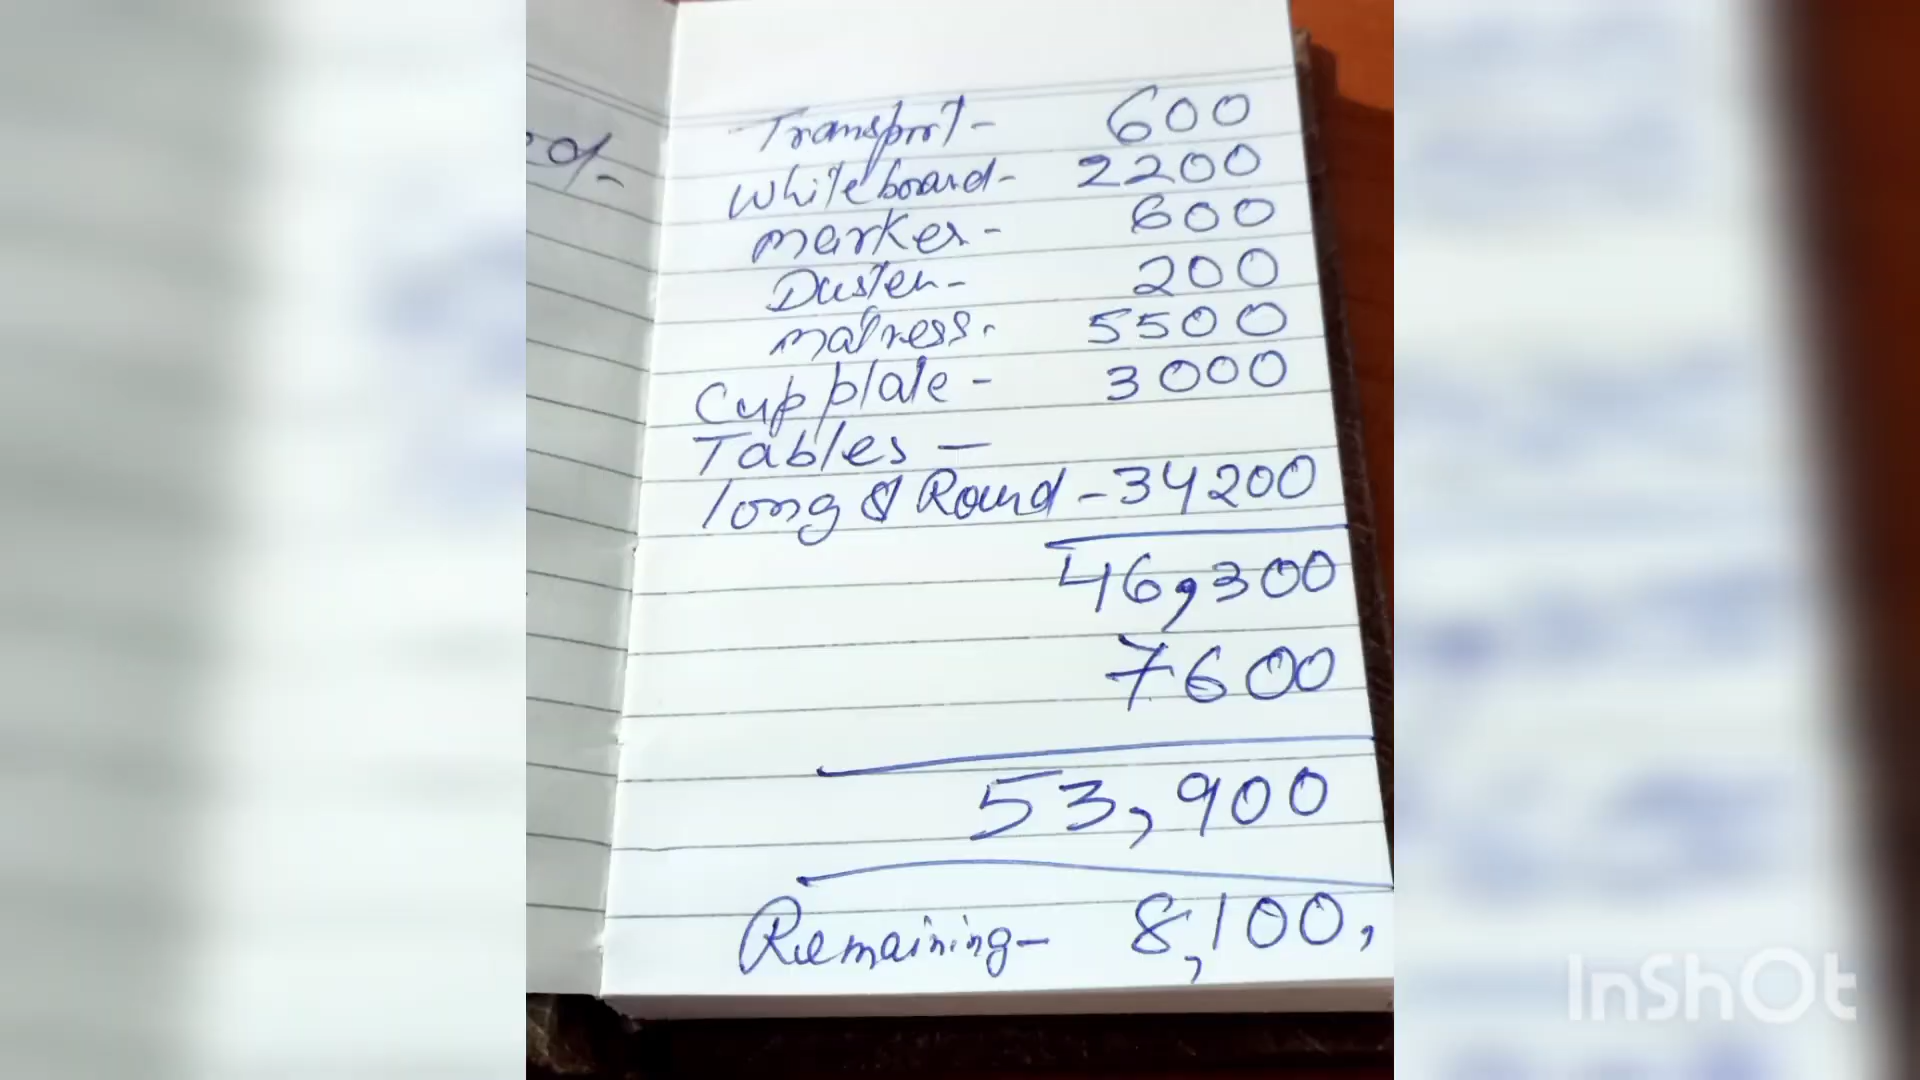 Transport - 600
Whiteboard - 2200
marker - 600
Duster - 200
matress. 5500
Cup plate - 3000
Tables —
long & Round - 34200
46,300
7600
53,900
Remaining - 8,100,
InShOt